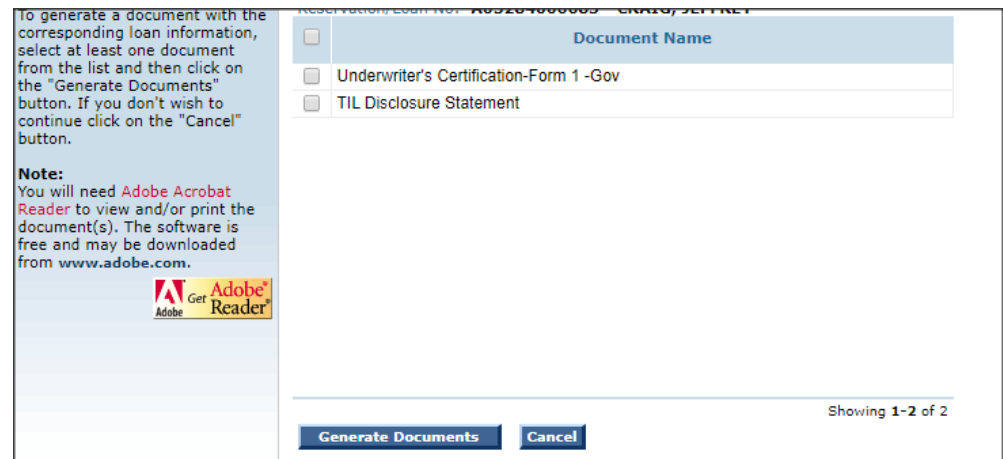 To generate a document with the
corresponding loan information,
select at least one document
from the list and then click on
the "Generate Documents"
button. If you don't wish to
continue click on the "Cancel"
button.
Note:
You will need Adobe Acrobat
Reader to view and/or print the
document(s). The software is
free and may be downloaded
from www.adobe.com.
Adobe
Get Adobe®
Reader®
Reservation/Loan No:
Document Name
Underwriter's Certification-Form 1 -Gov
TIL Disclosure Statement
Showing 1-2 of 2
Generate Documents
Cancel